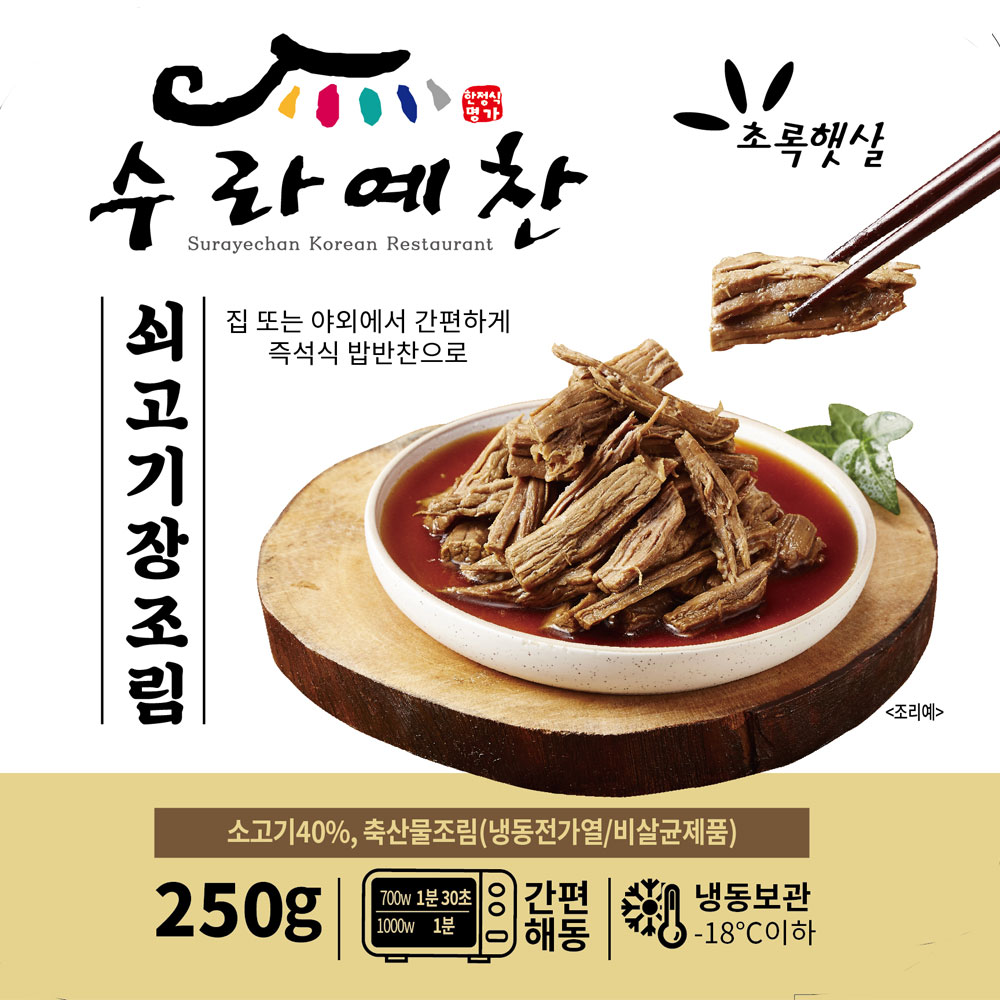 한정식
명가
수라예찬
Surayechan Korean Restaurant
초록햇살
쇠고기장조림
집 또는 야외에서 간편하게
즉석식 밥반찬으로
<조리예>
소고기40%, 축산물조림(냉동전가열/비살균제품)
250g
700w 1분 30초
1000w 1분
간편
해동
냉동보관
-18℃이하